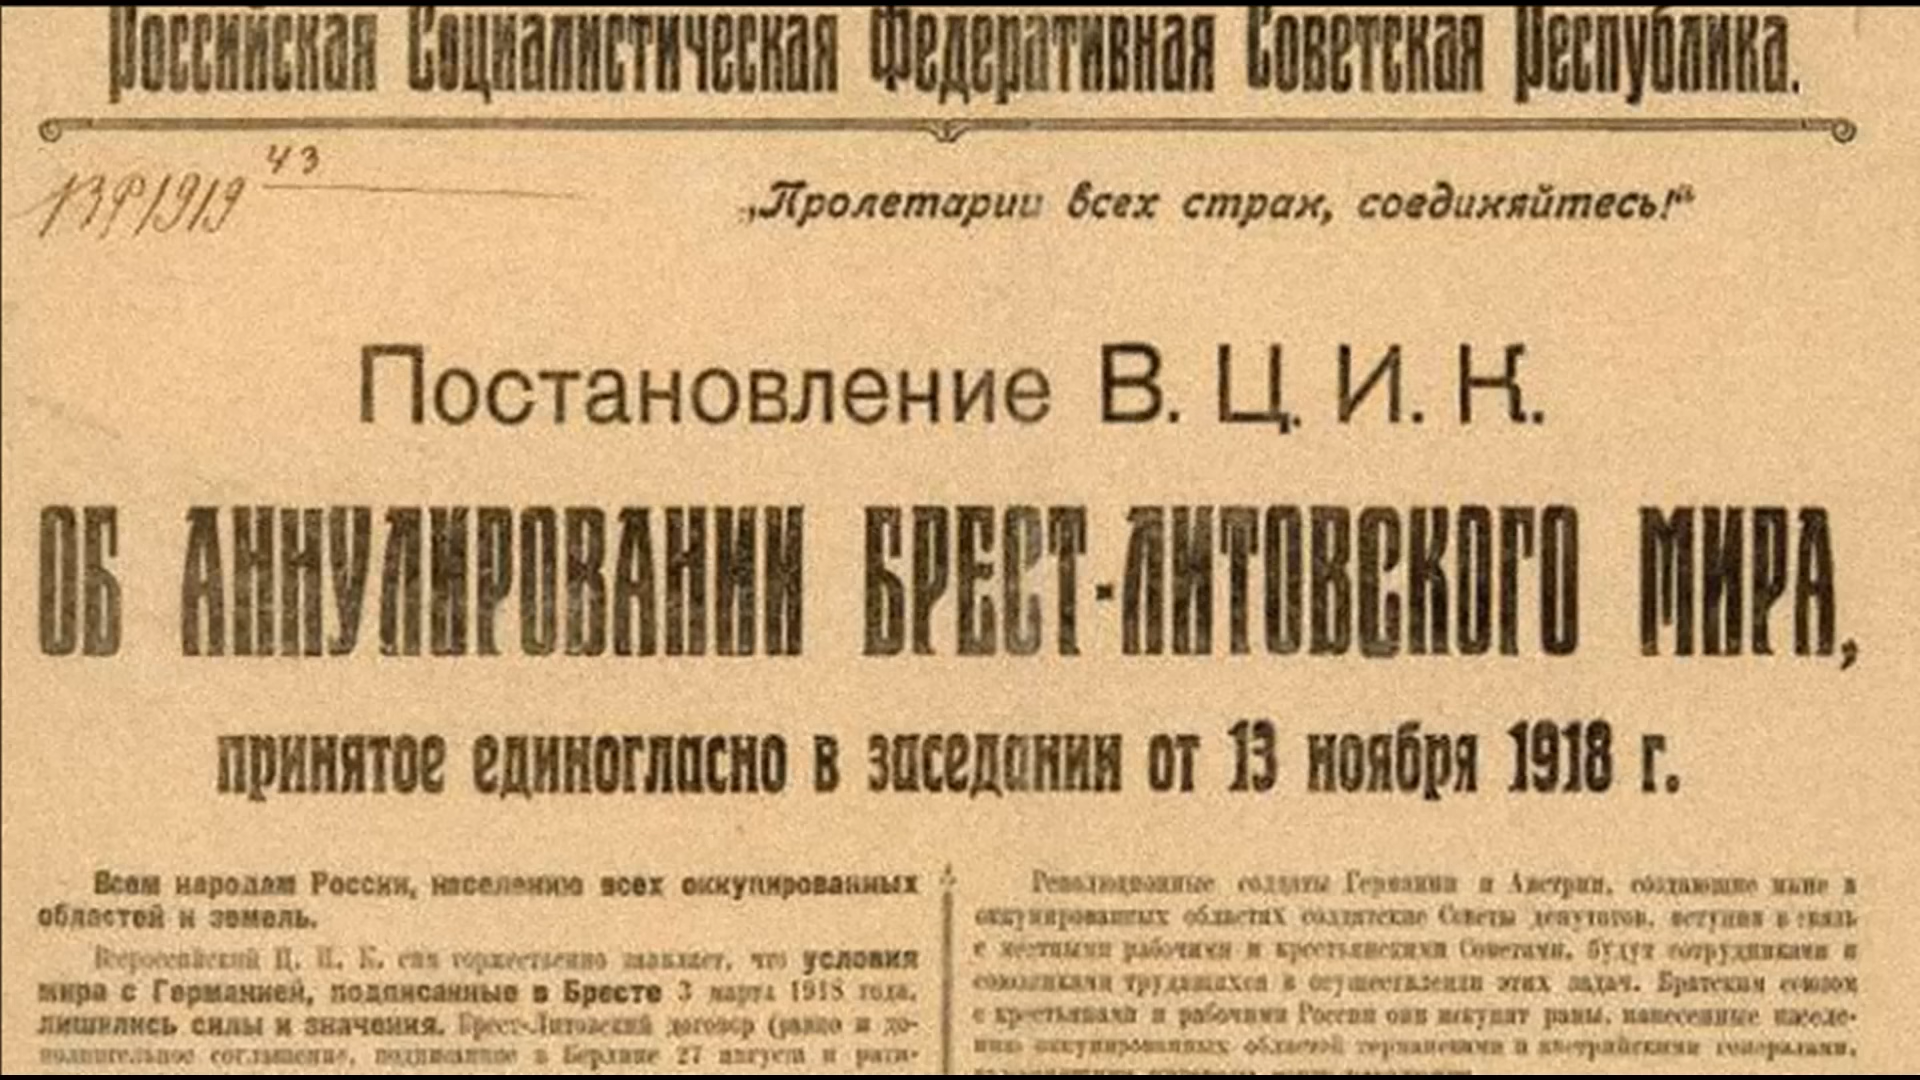 Российская Социалистическая Федеративная Советская Республика.
43
1919
„Пролетарии всех стран, соединяйтесь!“
Постановление В. Ц. И. К.
ОБ АННУЛИРОВАНИИ БРЕСТ-ЛИТОВСКОГО МИРА,
принятое единогласно в заседании от 13 ноября 1918 г.
Всем народам России, населению всех оккупированных
областей и земель.
Всероссийский Ц. И. К. сим торжественно заявляет, что условия
мира с Германией, подписанные в Бресте 3 марта 1918 года,
лишились силы и значения. Брест-Литовский договор (равно и до-
полнительное соглашение, подписанное в Берлине 27 августа и рати-
Революционные солдаты Германии и Австрии, создающие ныне в
оккупированных областях солдатские Советы депутатов, вступив в связь
с местными рабочими и крестьянскими Советами, будут сотрудниками и
союзниками трудящихся в осуществлении этих задач. Братским союзом
с крестьянами и рабочими России они искупят раны, нанесенные населе-
нию оккупированных областей германскими и австрийскими генералами,